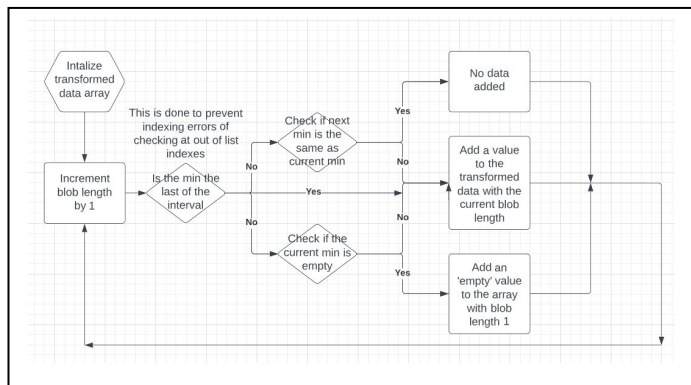 Intalize
transformed
data array
This is done to prevent
indexing errors of
checking at out of list
indexes
Increment
blob length
by 1
Is the min the
last of the
interval
No
Yes
No
Check if next
min is the
same as
current min
Check if the
current min is
empty
Yes
No
No
Yes
No data
added
Add a value
to the
transformed
data with the
current blob
length
Add an
'empty' value
to the array
with blob
length 1